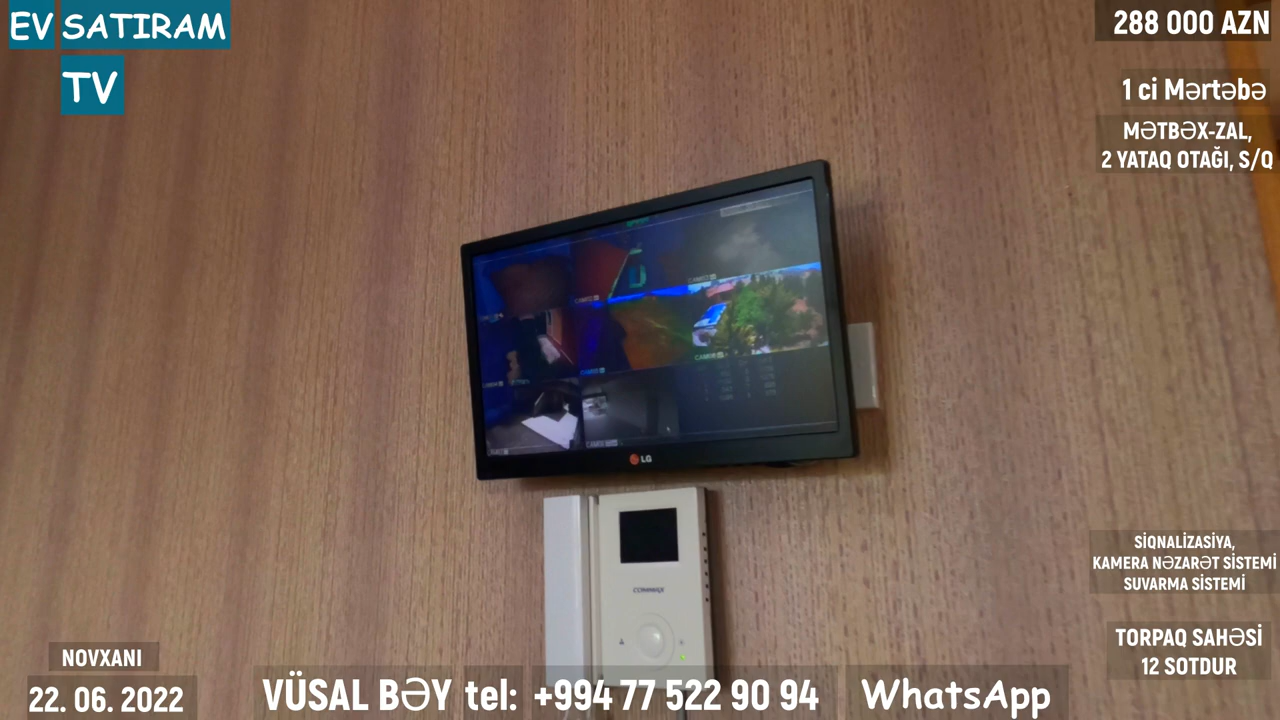 EV SATIRAM
TV
288 000 AZN
1 ci Mərtəbə
MƏTBƏX-ZAL,
2 YATAQ OTAĞI, S/Q
LG
COMMAX
SİQNALİZASİYA,
KAMERA NƏZARƏT SİSTEMİ
SUVARMA SİSTEMİ
TORPAQ SAHƏSİ
12 SOTDUR
NOVXANI
22. 06. 2022
VÜSAL BƏY tel: +994 77 522 90 94 WhatsApp